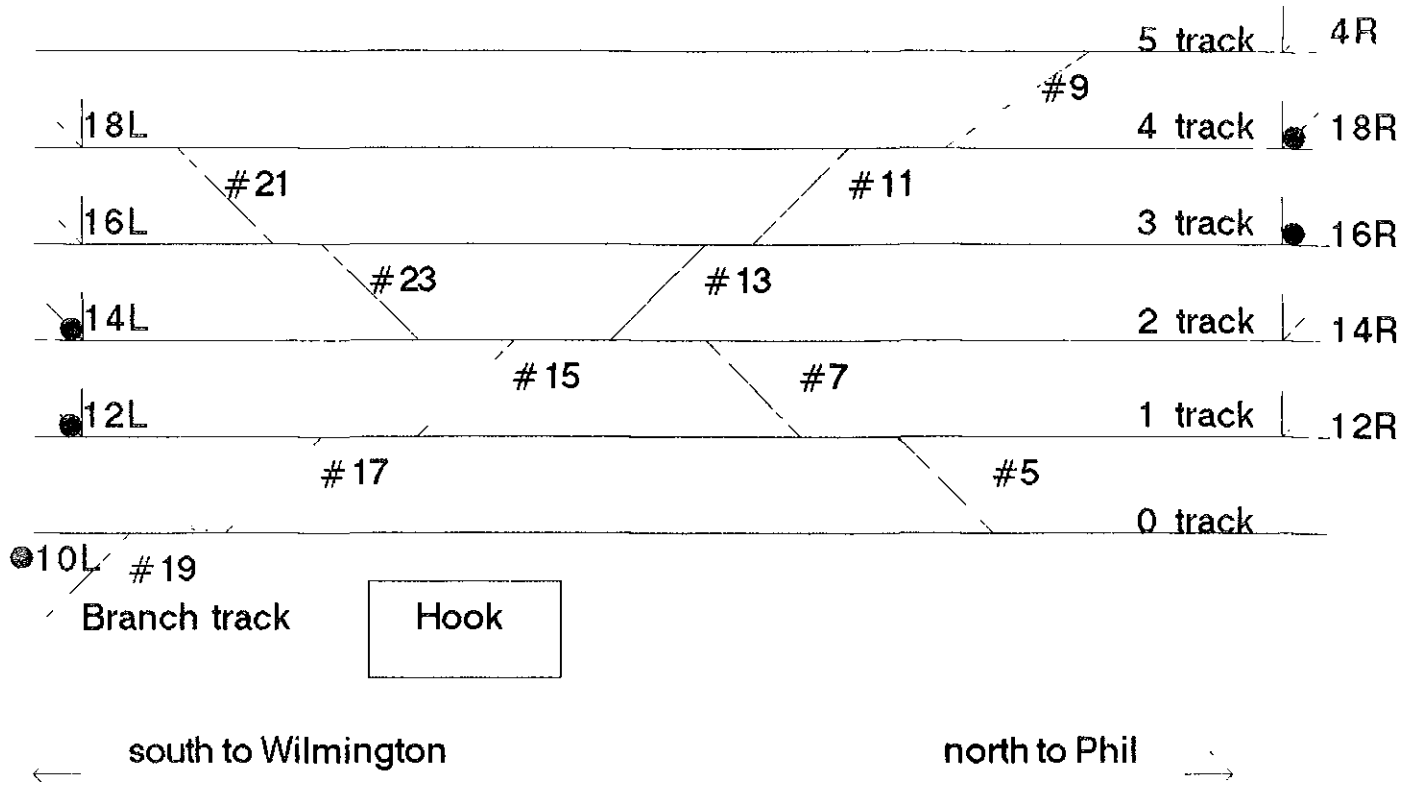 5 track 4R
#9
18L 4 track 18R
#21 #11
16L 3 track 16R
#23 #13
14L 2 track 14R
#15 #7
12L 1 track 12R
#17 #5
0 track
10L #19
Branch track Hook
south to Wilmington north to Phil